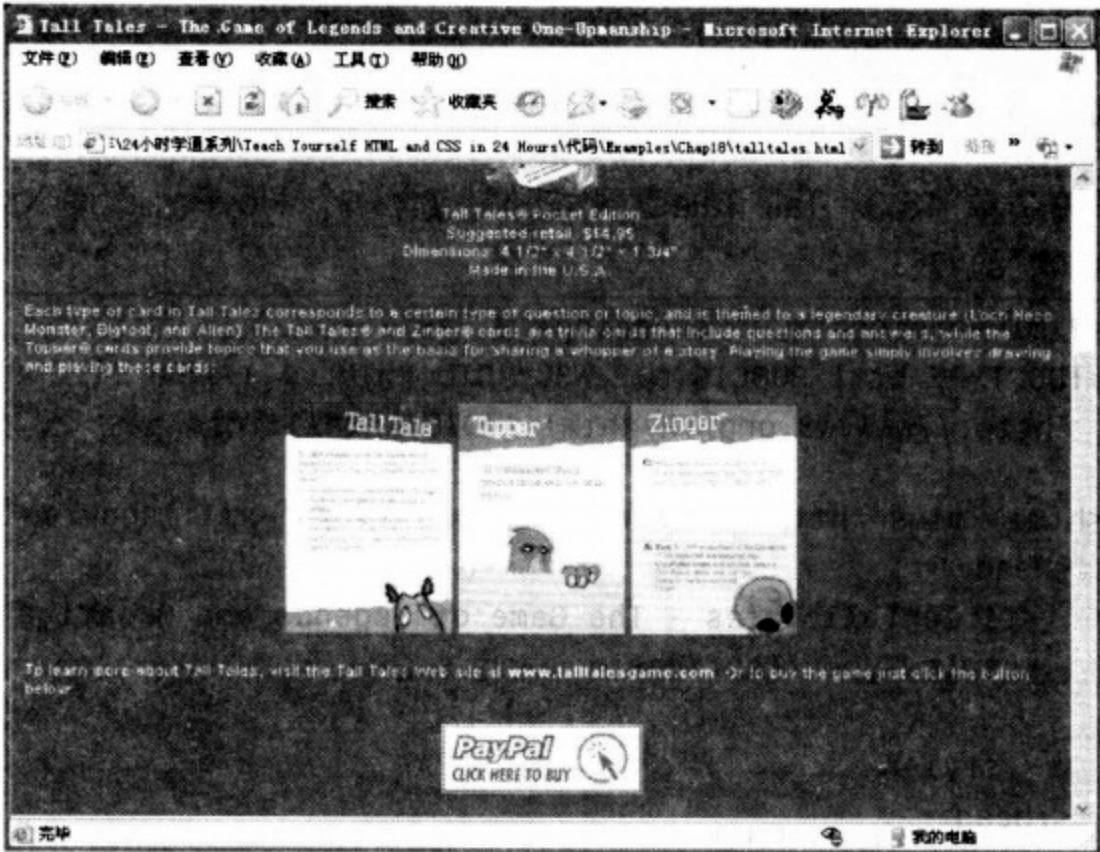 Tall Tales - The Game of Legends and Creative One-Upmanship - Microsoft Internet Explorer
文件(F) 编辑(E) 查看(V) 收藏(A) 工具(T) 帮助(H)
搜索 收藏夹
地址(D) \24小时学通系列\Teach Yourself HTML and CSS in 24 Hours\代码\Examples\Chap18\talltales.html 转到 链接 »
Tall Tales® Pocket Edition
Suggested retail: $14.95
Dimensions: 4 1/2" x 4 1/2" x 1 3/4"
Made in the U.S.A.
Each type of card in Tall Tales corresponds to a certain type of question or topic, and is themed to a legendary creature (Loch Ness
Monster, Bigfoot, and Alien). The Tall Tales® and Zinger® cards are trivia cards that include questions and answers, while the
Topper® cards provide topics that you use as the basis for sharing a whopper of a story. Playing the game simply involves drawing
and playing these cards:
Tall Tale Topper Zinger
To learn more about Tall Tales, visit the Tall Tales Web site at www.talltalesgame.com. Or to buy the game just click the button
below:
PayPal
CLICK HERE TO BUY
完毕 我的电脑